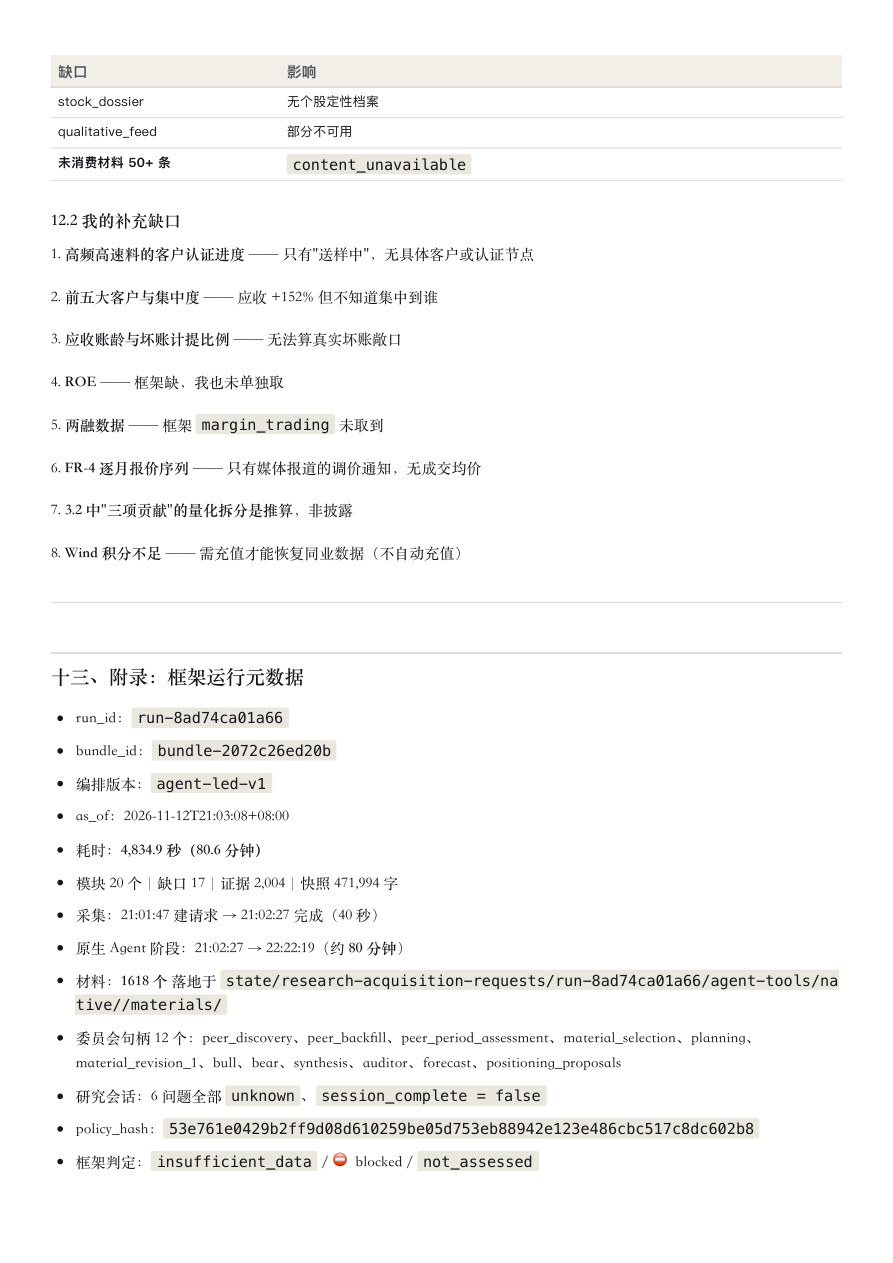 缺口 影响
stock_dossier 无个股定性档案
qualitative_feed 部分不可用
未消费材料 50+ 条 content_unavailable
12.2 我的补充缺口
1. 高频高速料的客户认证进度 —— 只有"送样中"，无具体客户或认证节点
2. 前五大客户与集中度 —— 应收 +152% 但不知道集中到谁
3. 应收账龄与坏账计提比例 —— 无法算真实坏账敞口
4. ROE —— 框架缺，我也未单独取
5. 两融数据 —— 框架 margin_trading 未取到
6. FR-4 逐月报价序列 —— 只有媒体报道的调价通知，无成交均价
7. 3.2 中"三项贡献"的量化拆分是推算，非披露
8. Wind 积分不足 —— 需充值才能恢复同业数据（不自动充值）
十三、附录：框架运行元数据
• run_id： run-8ad74ca01a66
• bundle_id： bundle-2072c26ed20b
• 编排版本： agent-led-v1
• as_of：2026-11-12T21:03:08+08:00
• 耗时：4,834.9 秒（80.6 分钟）
• 模块 20 个 | 缺口 17 | 证据 2,004 | 快照 471,994 字
• 采集：21:01:47 建请求 → 21:02:27 完成（40 秒）
• 原生 Agent 阶段：21:02:27 → 22:22:19（约 80 分钟）
• 材料：1618 个 落地于 state/research-acquisition-requests/run-8ad74ca01a66/agent-tools/na
tive//materials/
• 委员会句柄 12 个：peer_discovery、peer_backfill、peer_period_assessment、material_selection、planning、
material_revision_1、bull、bear、synthesis、auditor、forecast、positioning_proposals
• 研究会话：6 问题全部 unknown 、 session_complete = false
• policy_hash： 53e761e0429b2ff9d08d610259be05d753eb88942e123e486cbc517c8dc602b8
• 框架判定： insufficient_data / ⛔ blocked / not_assessed